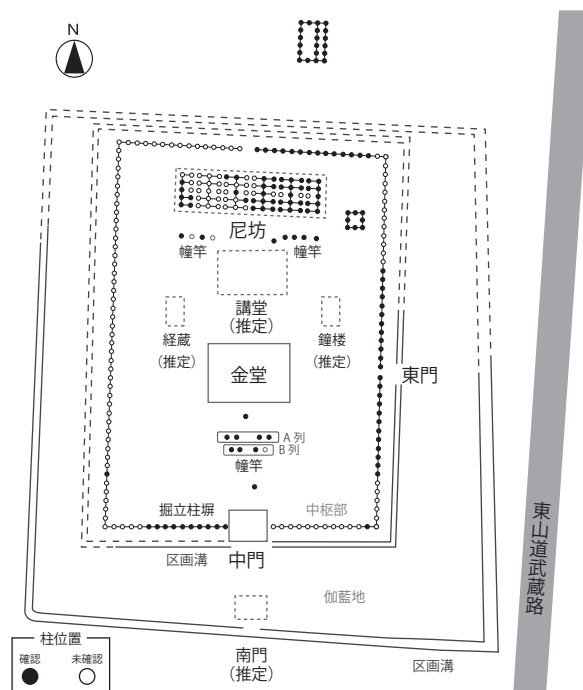 N
尼坊
幢竿
幢竿
講堂
(推定)
経蔵
(推定)
鐘楼
(推定)
金堂
東門
A列
B列
幢竿
掘立柱塀
中枢部
区画溝
中門
東山道武蔵路
伽藍地
南門
(推定)
区画溝
柱位置
確認
未確認